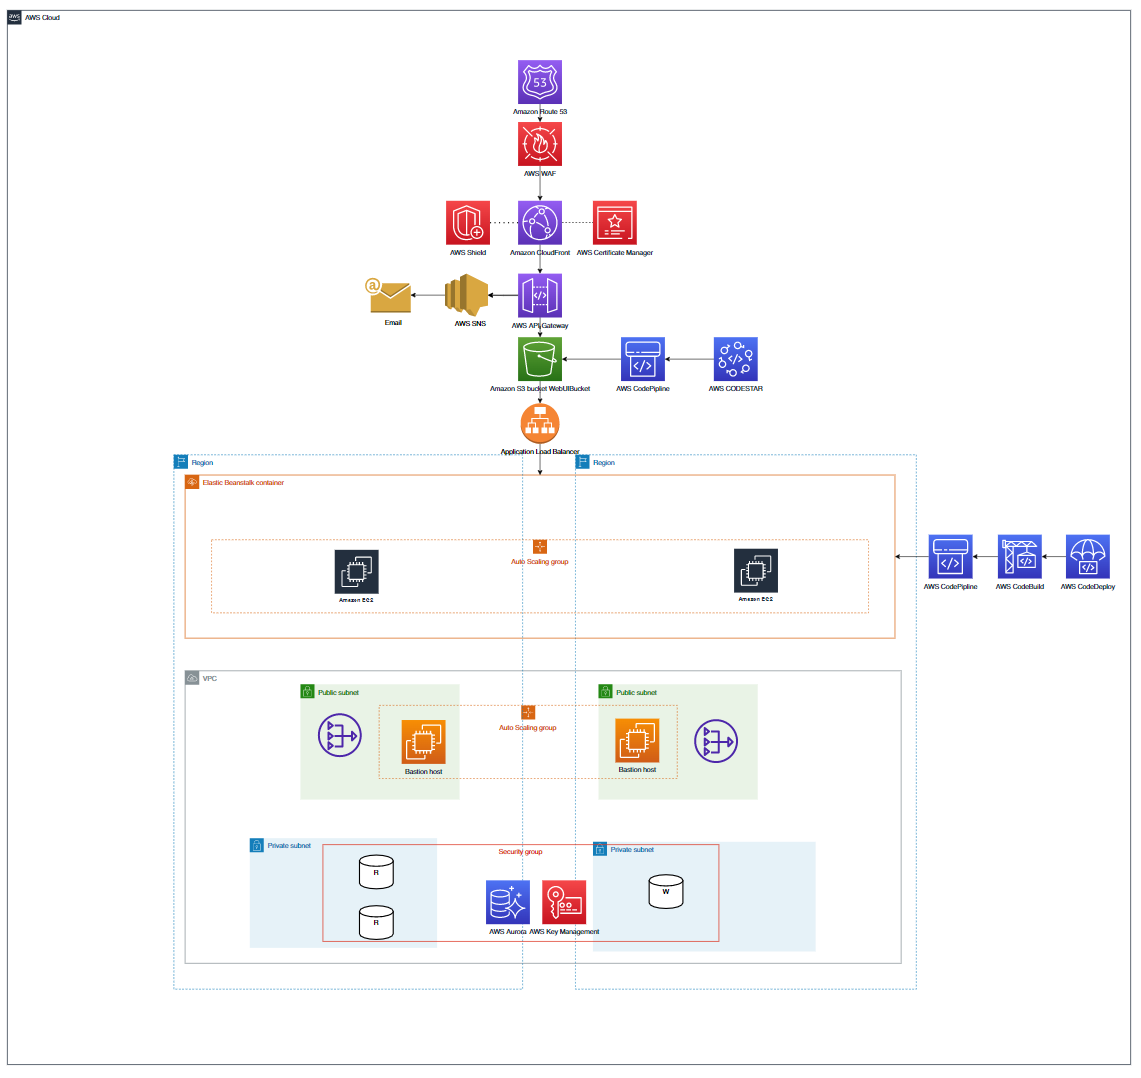 aws
AWS Cloud
53
Amazon Route 53
AWS WAF
AWS Shield
Amazon CloudFront
AWS Certificate Manager
@
Email
AWS SNS
AWS API Gateway
Amazon S3 bucket WebUIBucket
AWS CodePipline
AWS CODESTAR
Application Load Balancer
Region
Region
Elastic Beanstalk container
Auto Scaling group
Amazon EC2
Amazon EC2
AWS CodePipline
AWS CodeBuild
AWS CodeDeploy
VPC
Public subnet
Public subnet
Auto Scaling group
Bastion host
Bastion host
Private subnet
Security group
Private subnet
R
W
R
AWS Aurora
AWS Key Management